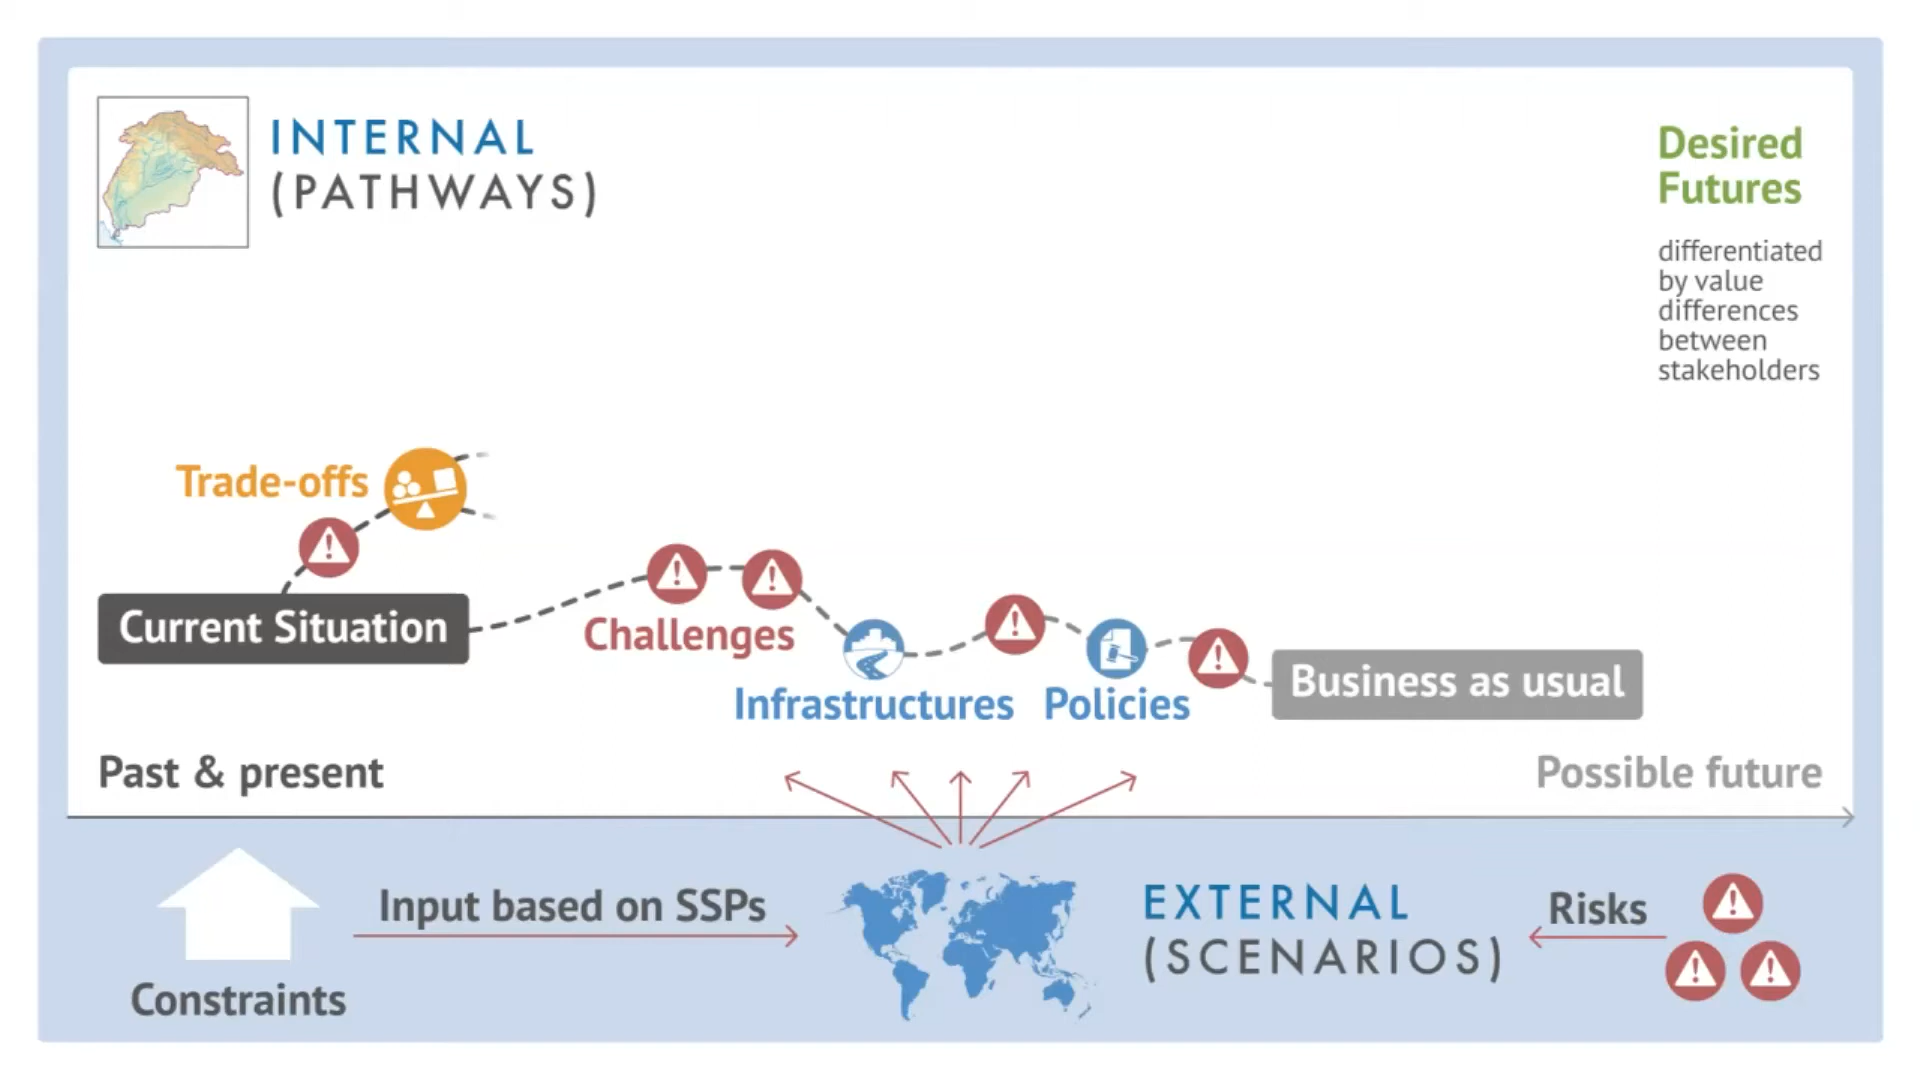 INTERNAL
(PATHWAYS)
Desired
Futures
differentiated
by value
differences
between
stakeholders
Trade-offs
Current Situation
Challenges
Infrastructures
Policies
Business as usual
Past & present
Possible future
Input based on SSPs
Constraints
EXTERNAL
(SCENARIOS)
Risks